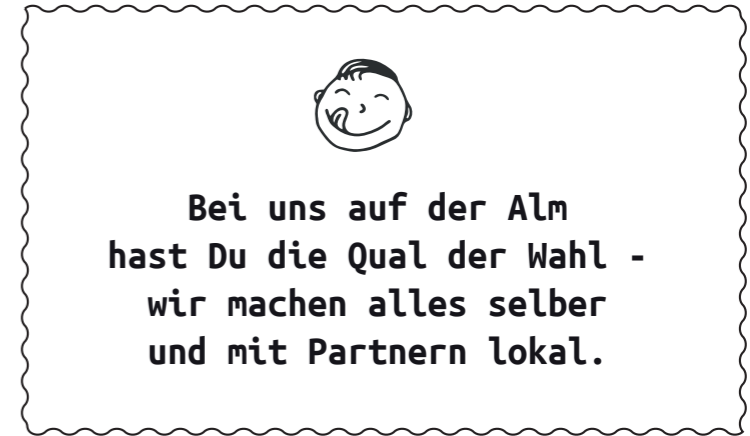 Bei uns auf der Alm
hast Du die Qual der Wahl -
wir machen alles selber
und mit Partnern lokal.